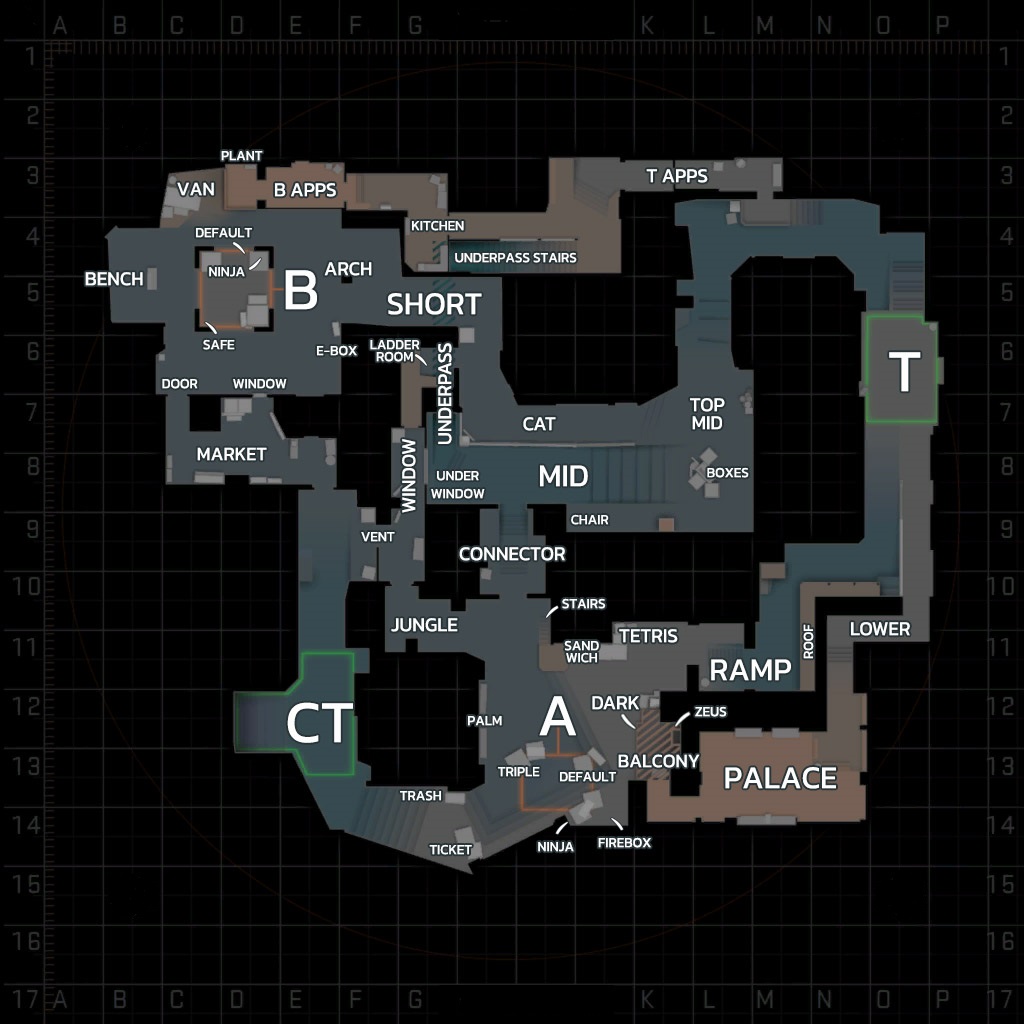 A B C D E F G K L M N O P
1 1
2 2
3 3
4 4
5 5
6 6
7 7
8 8
9 9
10 10
11 11
12 12
13 13
14 14
15 15
16 16
17 17
A B C D E F G K L M N O P
PLANT
VAN
B APPS
T APPS
KITCHEN
DEFAULT
NINJA
UNDERPASS STAIRS
BENCH
B
ARCH
SHORT
SAFE
E-BOX
LADDER
ROOM
UNDERPASS
T
DOOR
WINDOW
CAT
TOP
MID
MARKET
WINDOW
UNDER
WINDOW
MID
BOXES
CHAIR
VENT
CONNECTOR
STAIRS
JUNGLE
TETRIS
SAND
WICH
ROOF
LOWER
RAMP
DARK
ZEUS
CT
PALM
A
BALCONY
TRIPLE
DEFAULT
PALACE
TRASH
TICKET
NINJA
FIREBOX